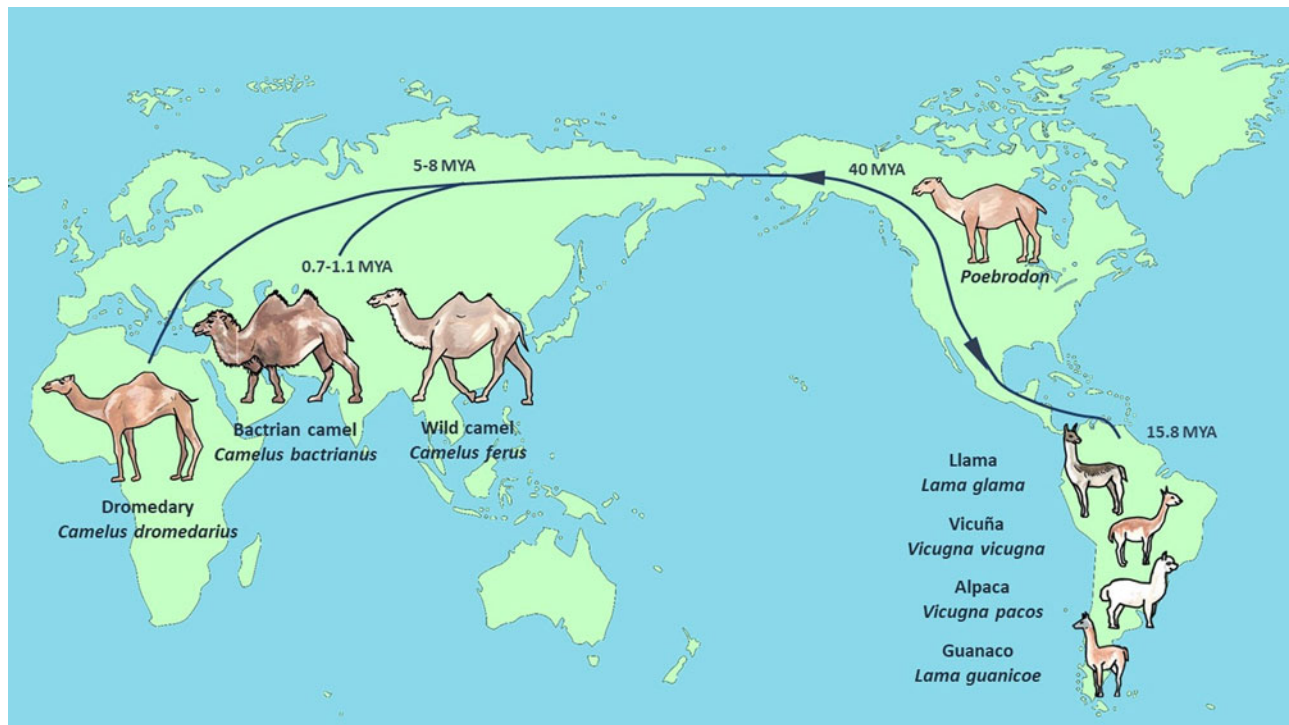 5-8 MYA
40 MYA
Poebrodon
0.7-1.1 MYA
Bactrian camel
Camelus bactrianus
Wild camel
Camelus ferus
Dromedary
Camelus dromedarius
15.8 MYA
Llama
Lama glama
Vicuña
Vicugna vicugna
Alpaca
Vicugna pacos
Guanaco
Lama guanicoe